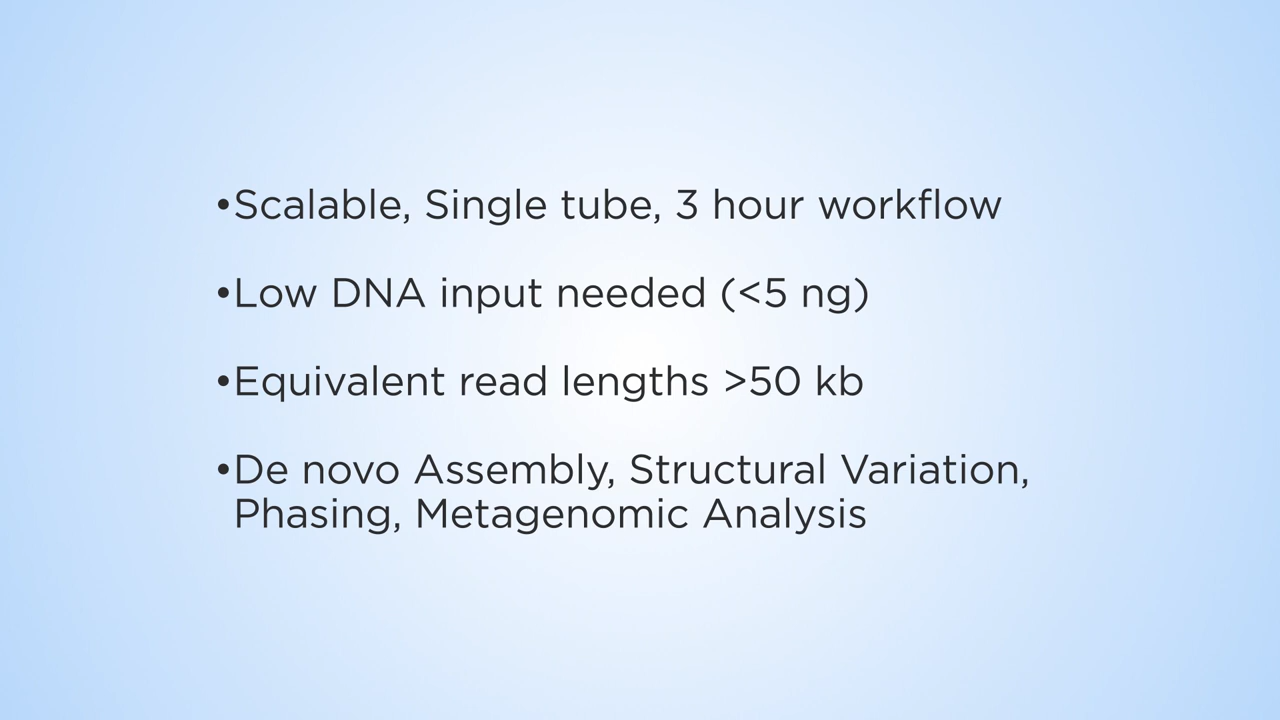 •Scalable, Single tube, 3 hour workflow
•Low DNA input needed (<5 ng)
•Equivalent read lengths >50 kb
•De novo Assembly, Structural Variation,
Phasing, Metagenomic Analysis